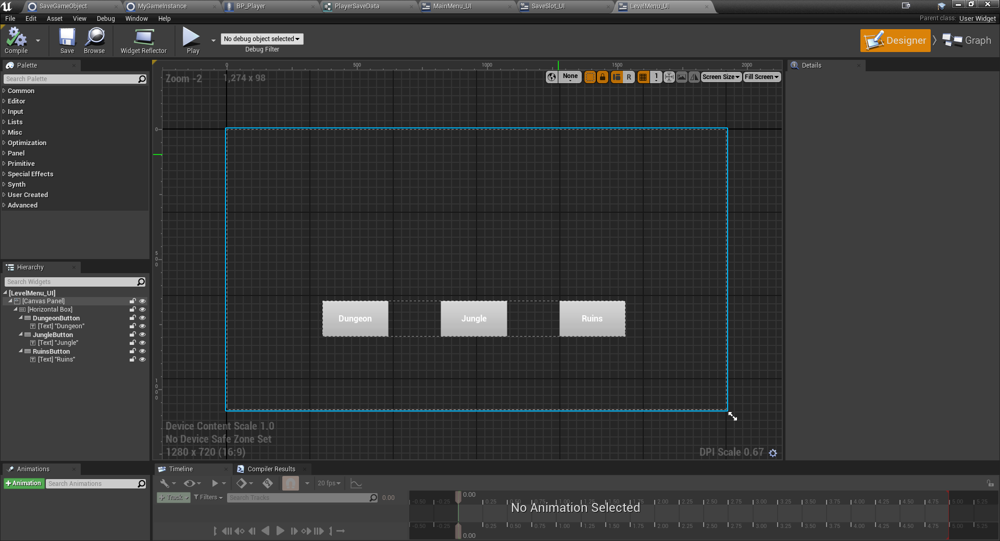 SaveGameObject
MyGameInstance
BP_Player
PlayerSaveData
MainMenu_UI
SaveSlot_UI
LevelMenu_UI
File Edit Asset View Debug Window Help
Parent class: User Widget
Compile
Save
Browse
Widget Reflector
Play
No debug object selected
Debug Filter
Designer
Graph
Palette
Search Palette
Common
Editor
Input
Lists
Misc
Optimization
Panel
Primitive
Special Effects
Synth
User Created
Advanced
Hierarchy
Search Widgets
[LevelMenu_UI]
[Canvas Panel]
[Horizontal Box]
DungeonButton
[Text] "Dungeon"
JungleButton
[Text] "Jungle"
RuinsButton
[Text] "Ruins"
0 500 1000 1500 2000
Zoom -2
1,274 x 98
None
R
1
Screen Size
Fill Screen
0
500
1000
Dungeon
Jungle
Ruins
Device Content Scale 1.0
No Device Safe Zone Set
1280 x 720 (16:9)
DPI Scale 0.67
Details
Animations
+Animation
Search Animations
Timeline
Compiler Results
20 fps
+ Track
Filters
Search Tracks
0.00
0.00
-0.50 -0.25 0.25 0.50 0.75 1.00 1.25 1.50 1.75 2.00 2.25 2.50 2.75 3.00 3.25 3.50 3.75 4.00 4.25 4.50 4.75 5.00 5.25
No Animation Selected
-0.50 -0.25 0.25 0.50 0.75 1.00 1.25 1.50 1.75 2.00 2.25 2.50 2.75 3.00 3.25 3.50 3.75 4.00 4.25 4.50 4.75 5.00 5.25
0.00